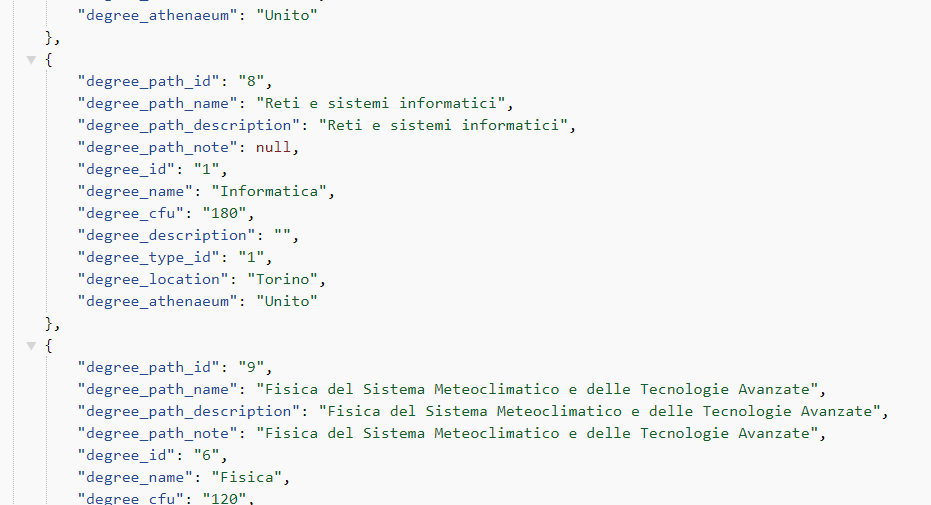 "degree_athenaeum": "Unito"
},
{
"degree_path_id": "8",
"degree_path_name": "Reti e sistemi informatici",
"degree_path_description": "Reti e sistemi informatici",
"degree_path_note": null,
"degree_id": "1",
"degree_name": "Informatica",
"degree_cfu": "180",
"degree_description": "",
"degree_type_id": "1",
"degree_location": "Torino",
"degree_athenaeum": "Unito"
},
{
"degree_path_id": "9",
"degree_path_name": "Fisica del Sistema Meteoclimatico e delle Tecnologie Avanzate",
"degree_path_description": "Fisica del Sistema Meteoclimatico e delle Tecnologie Avanzate",
"degree_path_note": "Fisica del Sistema Meteoclimatico e delle Tecnologie Avanzate",
"degree_id": "6",
"degree_name": "Fisica",
"degree_cfu": "120",